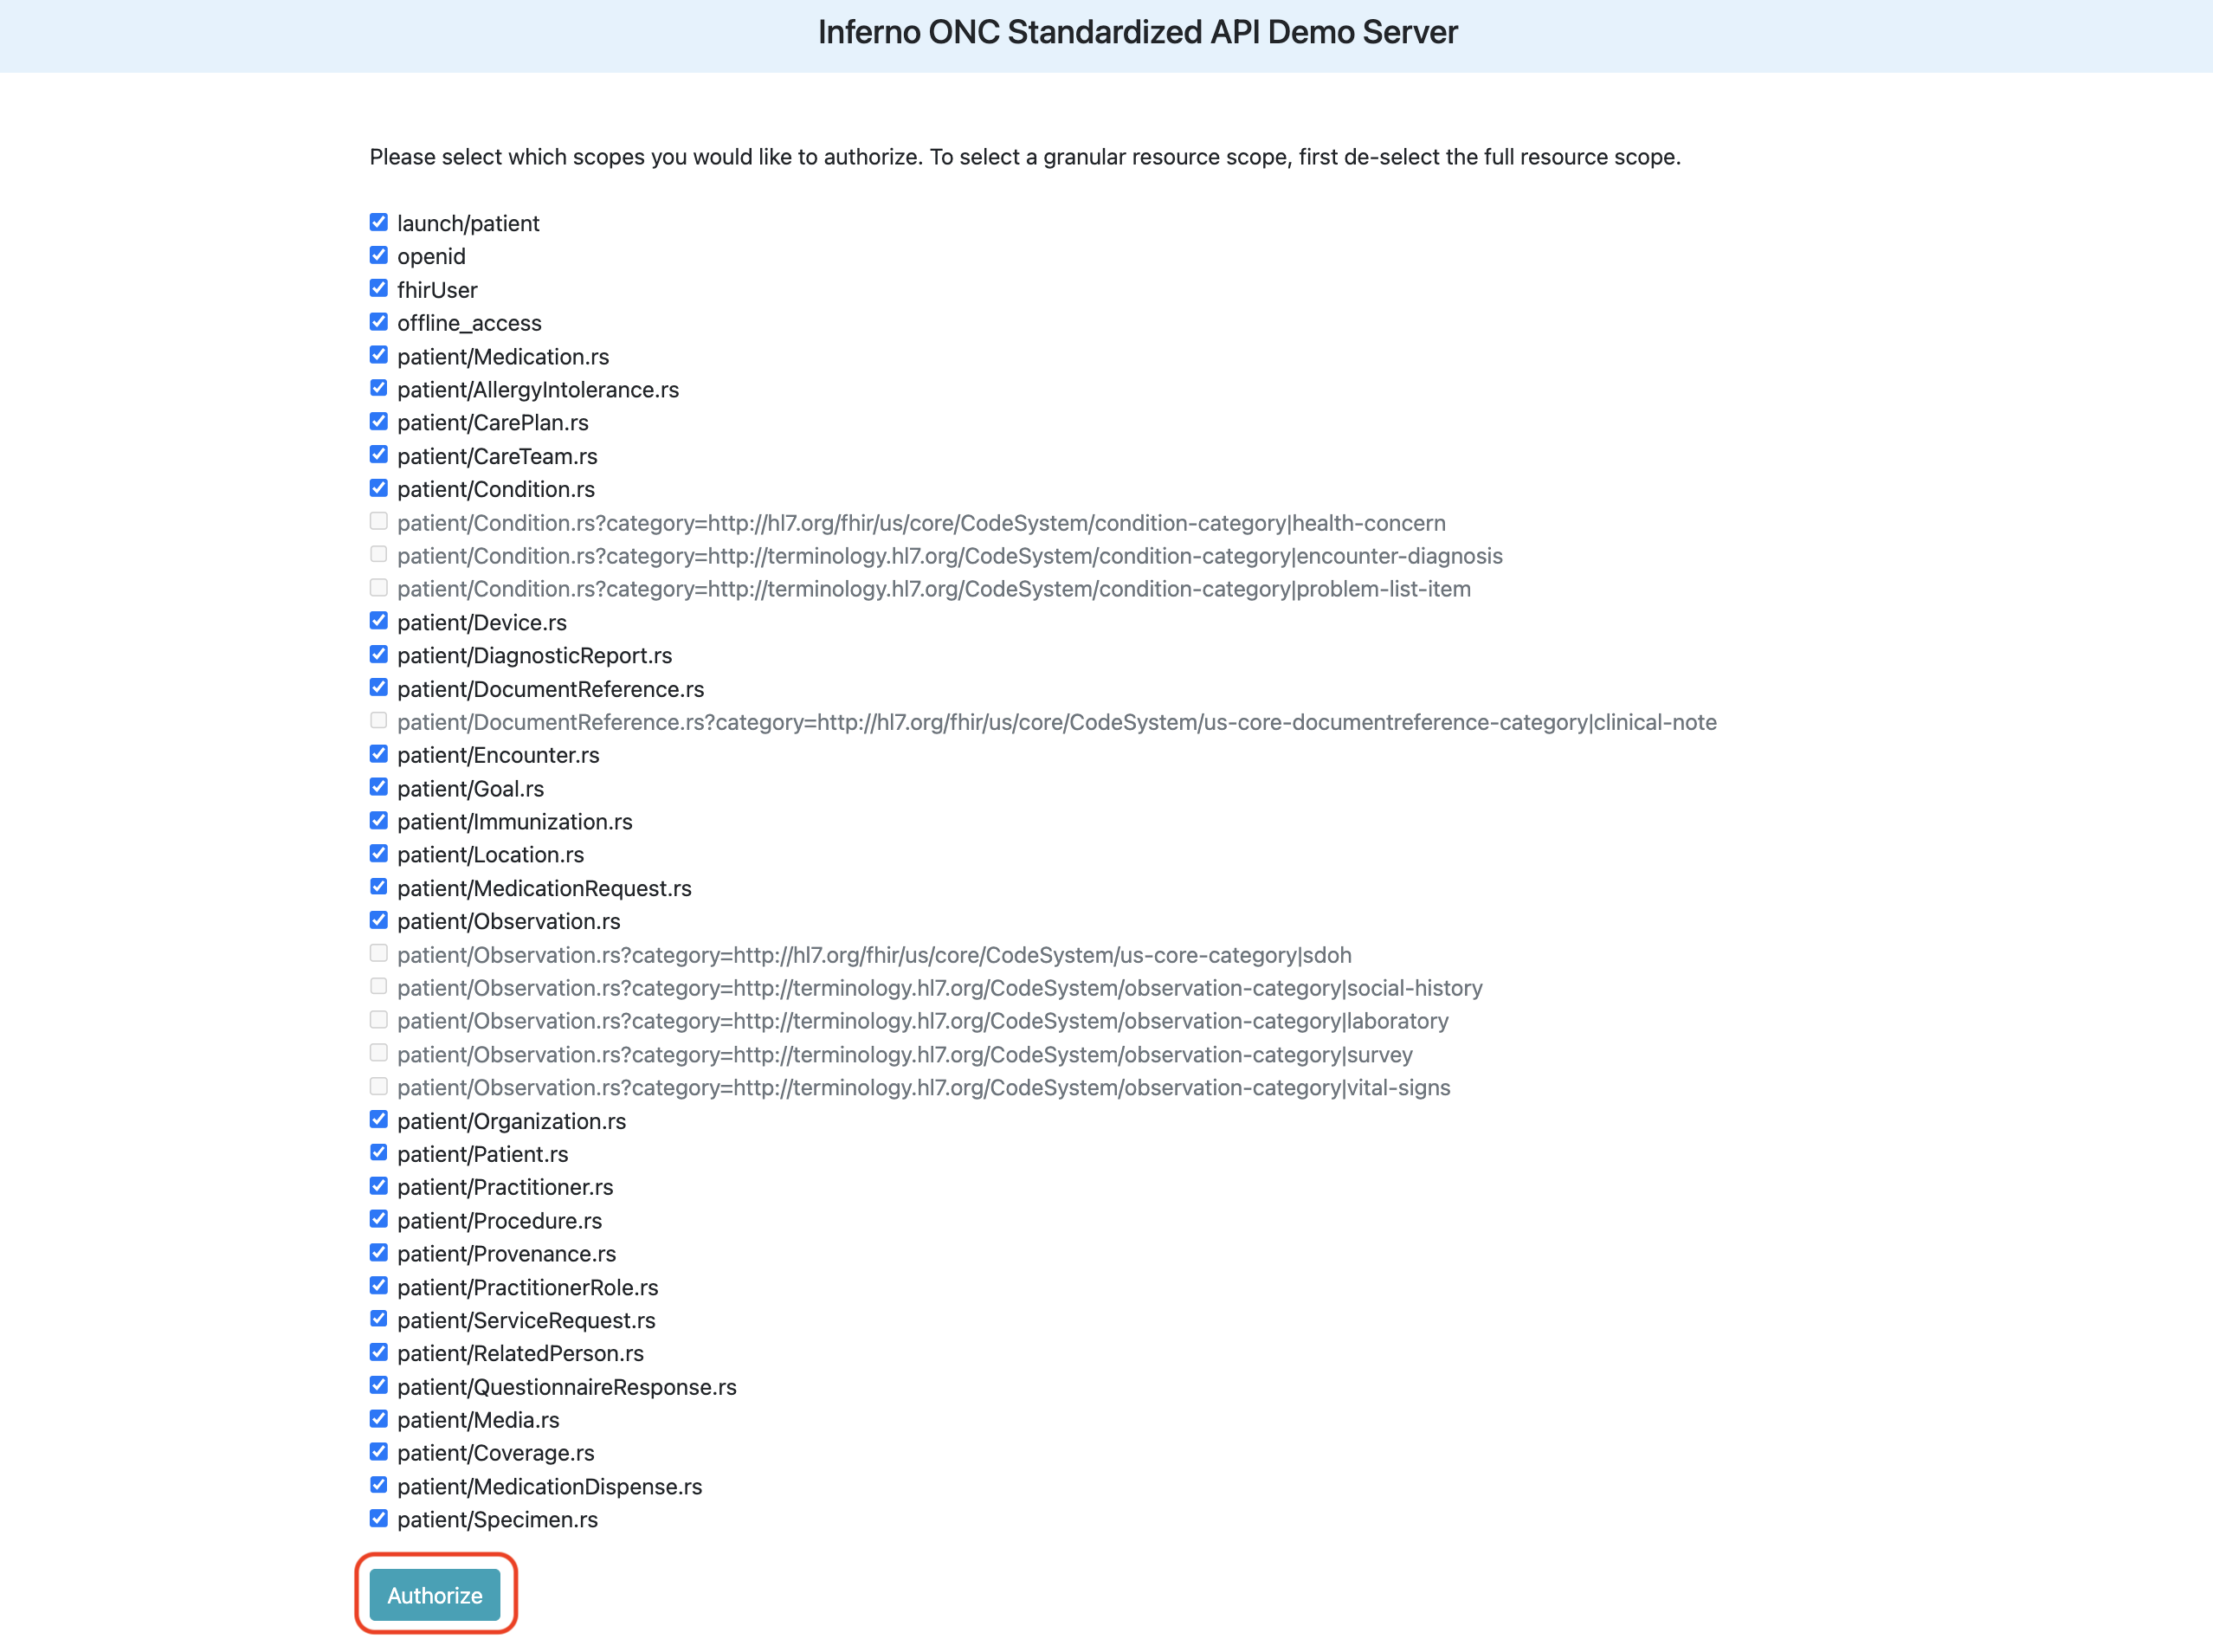 Inferno ONC Standardized API Demo Server
Please select which scopes you would like to authorize. To select a granular resource scope, first de-select the full resource scope.
launch/patient
openid
fhirUser
offline_access
patient/Medication.rs
patient/AllergyIntolerance.rs
patient/CarePlan.rs
patient/CareTeam.rs
patient/Condition.rs
patient/Condition.rs?category=http://hl7.org/fhir/us/core/CodeSystem/condition-category|health-concern
patient/Condition.rs?category=http://terminology.hl7.org/CodeSystem/condition-category|encounter-diagnosis
patient/Condition.rs?category=http://terminology.hl7.org/CodeSystem/condition-category|problem-list-item
patient/Device.rs
patient/DiagnosticReport.rs
patient/DocumentReference.rs
patient/DocumentReference.rs?category=http://hl7.org/fhir/us/core/CodeSystem/us-core-documentreference-category|clinical-note
patient/Encounter.rs
patient/Goal.rs
patient/Immunization.rs
patient/Location.rs
patient/MedicationRequest.rs
patient/Observation.rs
patient/Observation.rs?category=http://hl7.org/fhir/us/core/CodeSystem/us-core-category|sdoh
patient/Observation.rs?category=http://terminology.hl7.org/CodeSystem/observation-category|social-history
patient/Observation.rs?category=http://terminology.hl7.org/CodeSystem/observation-category|laboratory
patient/Observation.rs?category=http://terminology.hl7.org/CodeSystem/observation-category|survey
patient/Observation.rs?category=http://terminology.hl7.org/CodeSystem/observation-category|vital-signs
patient/Organization.rs
patient/Patient.rs
patient/Practitioner.rs
patient/Procedure.rs
patient/Provenance.rs
patient/PractitionerRole.rs
patient/ServiceRequest.rs
patient/RelatedPerson.rs
patient/QuestionnaireResponse.rs
patient/Media.rs
patient/Coverage.rs
patient/MedicationDispense.rs
patient/Specimen.rs
Authorize